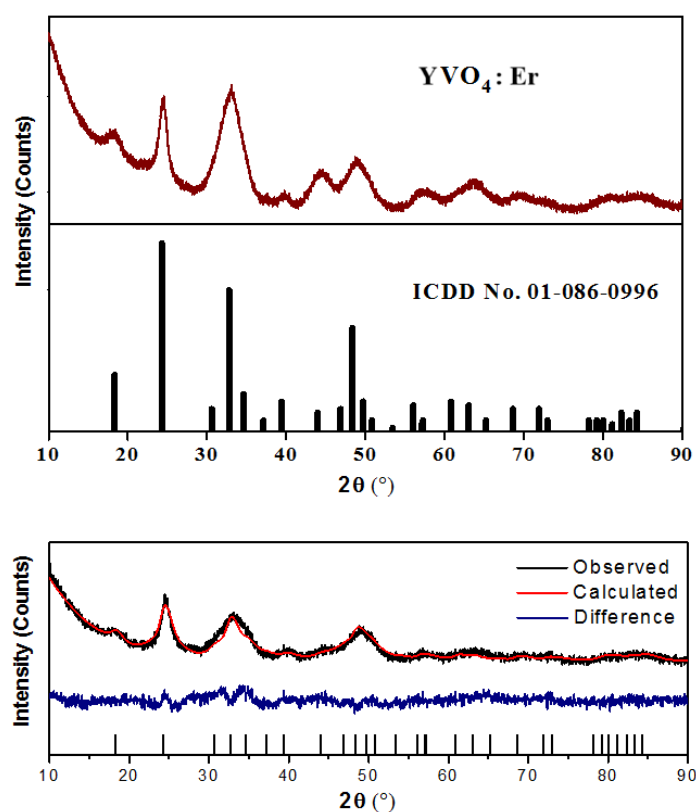 Intensity (Counts)
YVO4 : Er
ICDD No. 01-086-0996
10 20 30 40 50 60 70 80 90
2θ (°)
Intensity (Counts)
Observed
Calculated
Difference
10 20 30 40 50 60 70 80 90
2θ (°)